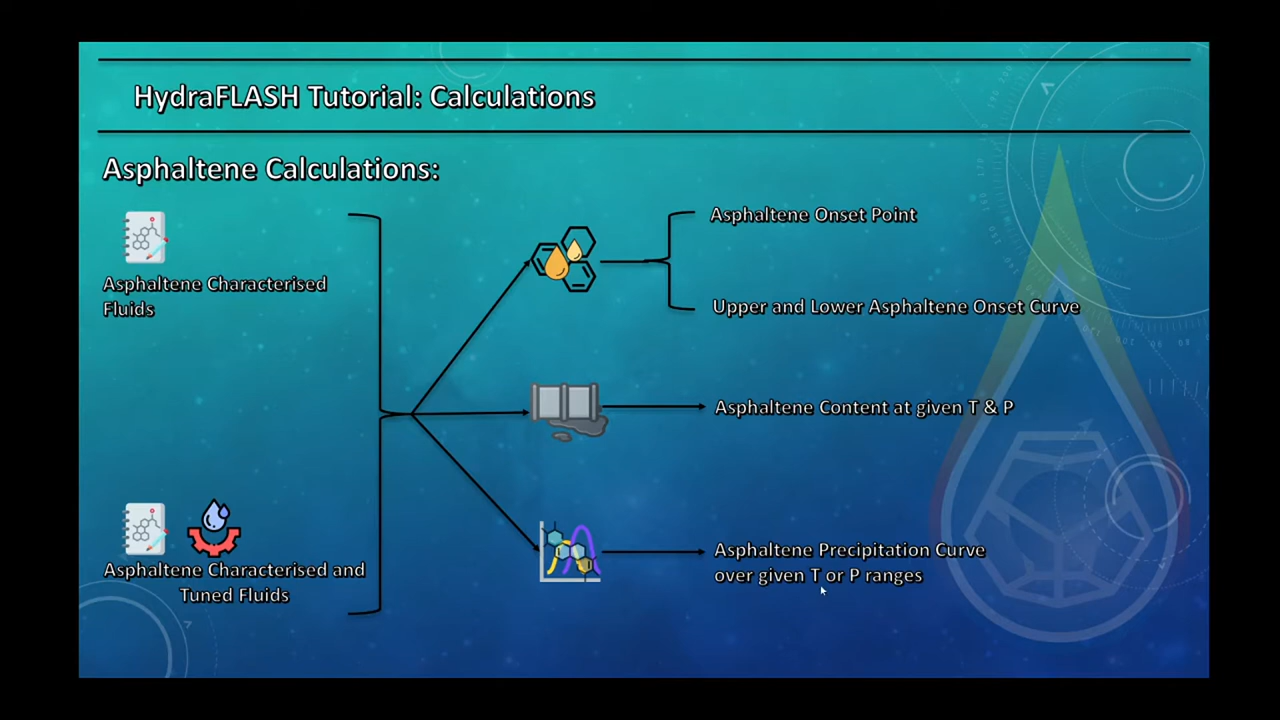 HydraFLASH Tutorial: Calculations
Asphaltene Calculations:
Asphaltene Characterised
Fluids
Asphaltene Characterised and
Tuned Fluids
Asphaltene Onset Point
Upper and Lower Asphaltene Onset Curve
Asphaltene Content at given T & P
Asphaltene Precipitation Curve
over given T or P ranges